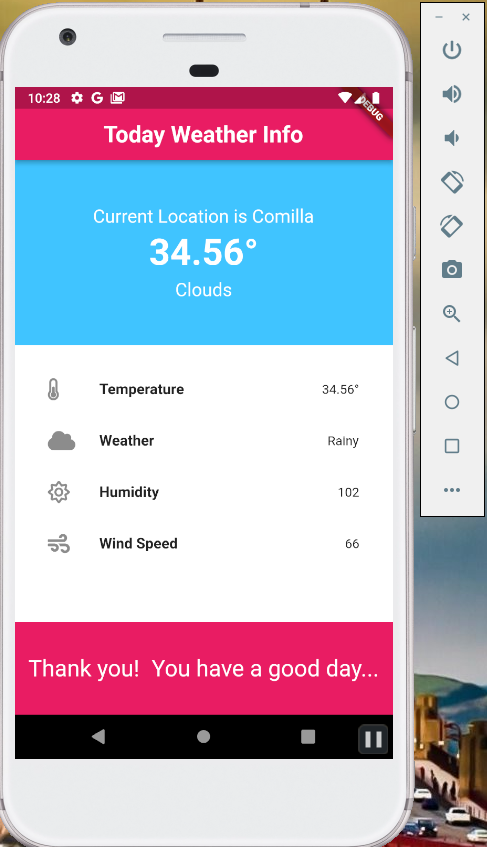 10:28
DEBUG
Today Weather Info
Current Location is Comilla
34.56°
Clouds
Temperature 34.56°
Weather Rainy
Humidity 102
Wind Speed 66
Thank you!  You have a good day...